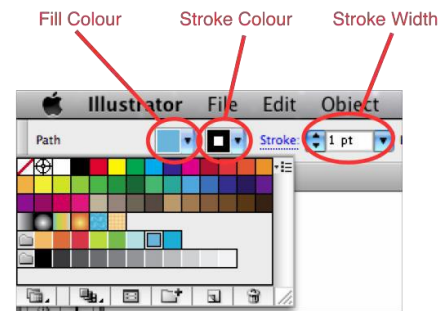 Fill Colour Stroke Colour Stroke Width
Illustrator File Edit Object
Path Stroke: 1 pt